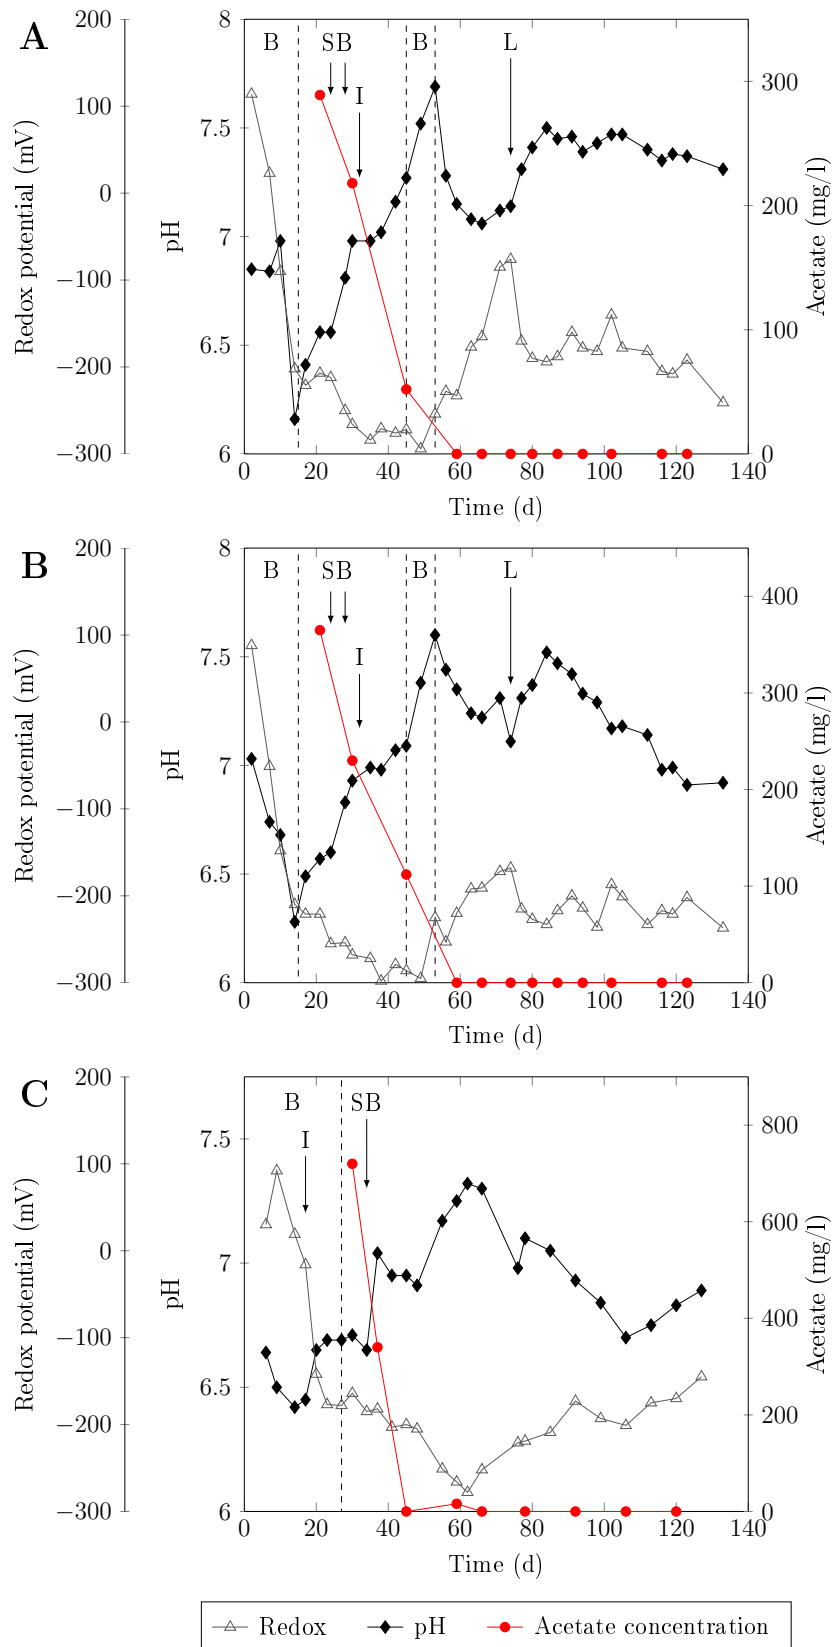 A
B SB B L
I
200
100
0
−100
−200
−300
Redox potential (mV)
8
7.5
7
6.5
6
pH
300
200
100
0
Acetate (mg/l)
0 20 40 60 80 100 120 140
Time (d)
B
B SB B L
I
200
100
0
−100
−200
−300
Redox potential (mV)
8
7.5
7
6.5
6
pH
400
300
200
100
0
Acetate (mg/l)
0 20 40 60 80 100 120 140
Time (d)
C
B SB
I
200
100
0
−100
−200
−300
Redox potential (mV)
7.5
7
6.5
6
pH
800
600
400
200
0
Acetate (mg/l)
0 20 40 60 80 100 120 140
Time (d)
Redox pH Acetate concentration